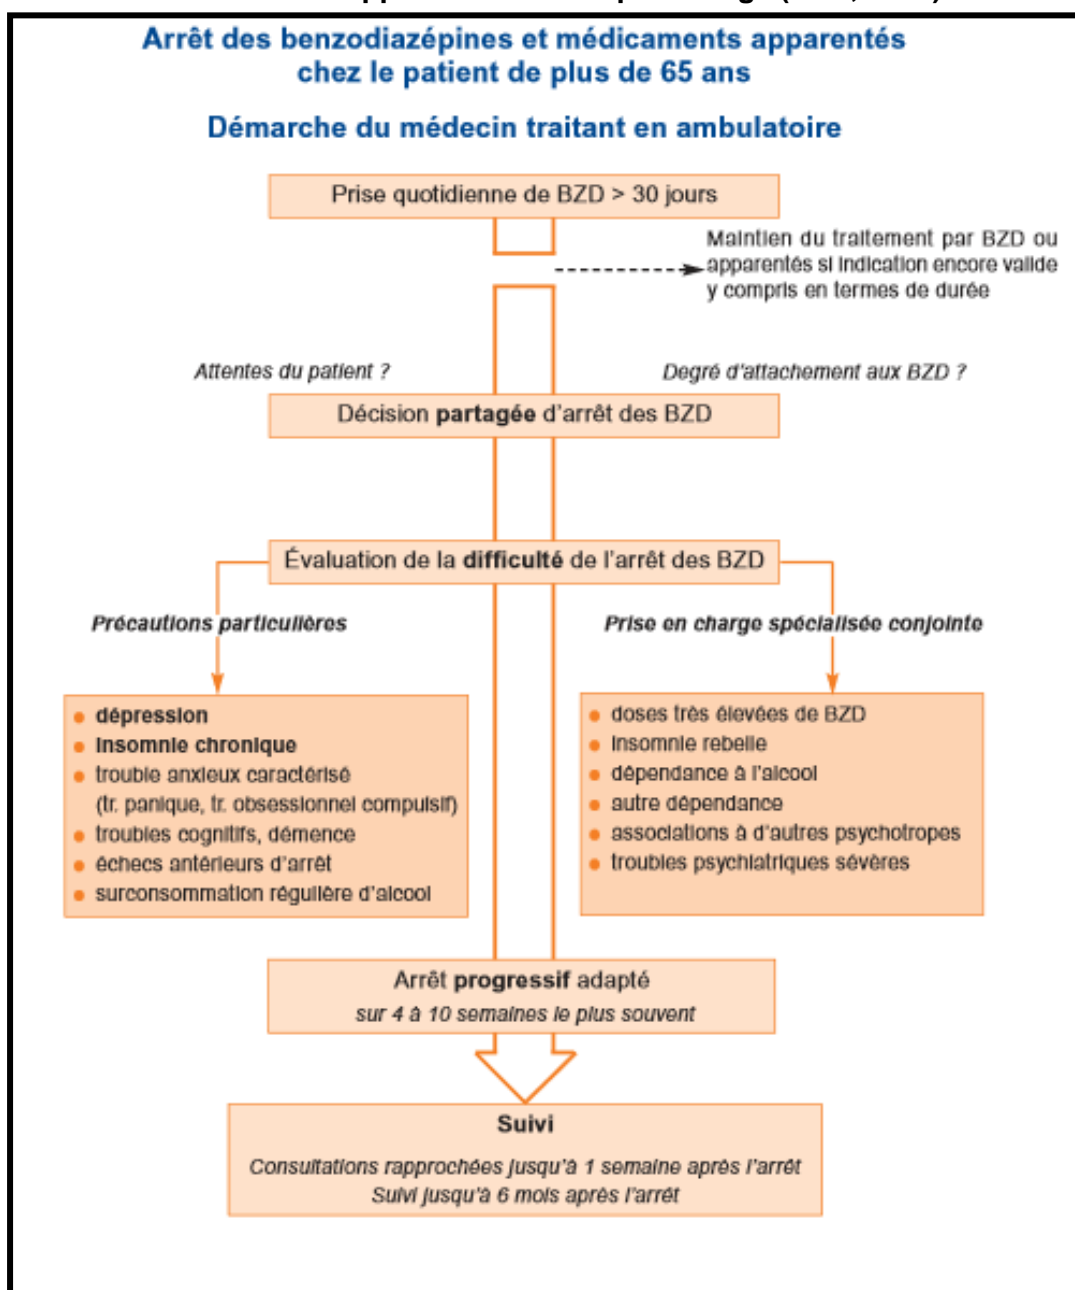 Arrêt des benzodiazépines et médicaments apparentés
chez le patient de plus de 65 ans
Démarche du médecin traitant en ambulatoire
Prise quotidienne de BZD > 30 jours
Maintien du traitement par BZD ou
apparentés si indication encore valide
y compris en termes de durée
Attentes du patient ?
Degré d'attachement aux BZD ?
Décision partagée d'arrêt des BZD
Évaluation de la difficulté de l'arrêt des BZD
Précautions particulières
Prise en charge spécialisée conjointe
• dépression
• insomnie chronique
• trouble anxieux caractérisé
(tr. panique, tr. obsessionnel compulsif)
• troubles cognitifs, démence
• échecs antérieurs d'arrêt
• surconsommation régulière d'alcool
• doses très élevées de BZD
• insomnie rebelle
• dépendance à l'alcool
• autre dépendance
• associations à d'autres psychotropes
• troubles psychiatriques sévères
Arrêt progressif adapté
sur 4 à 10 semaines le plus souvent
Suivi
Consultations rapprochées jusqu'à 1 semaine après l'arrêt
Suivi jusqu'à 6 mois après l'arrêt